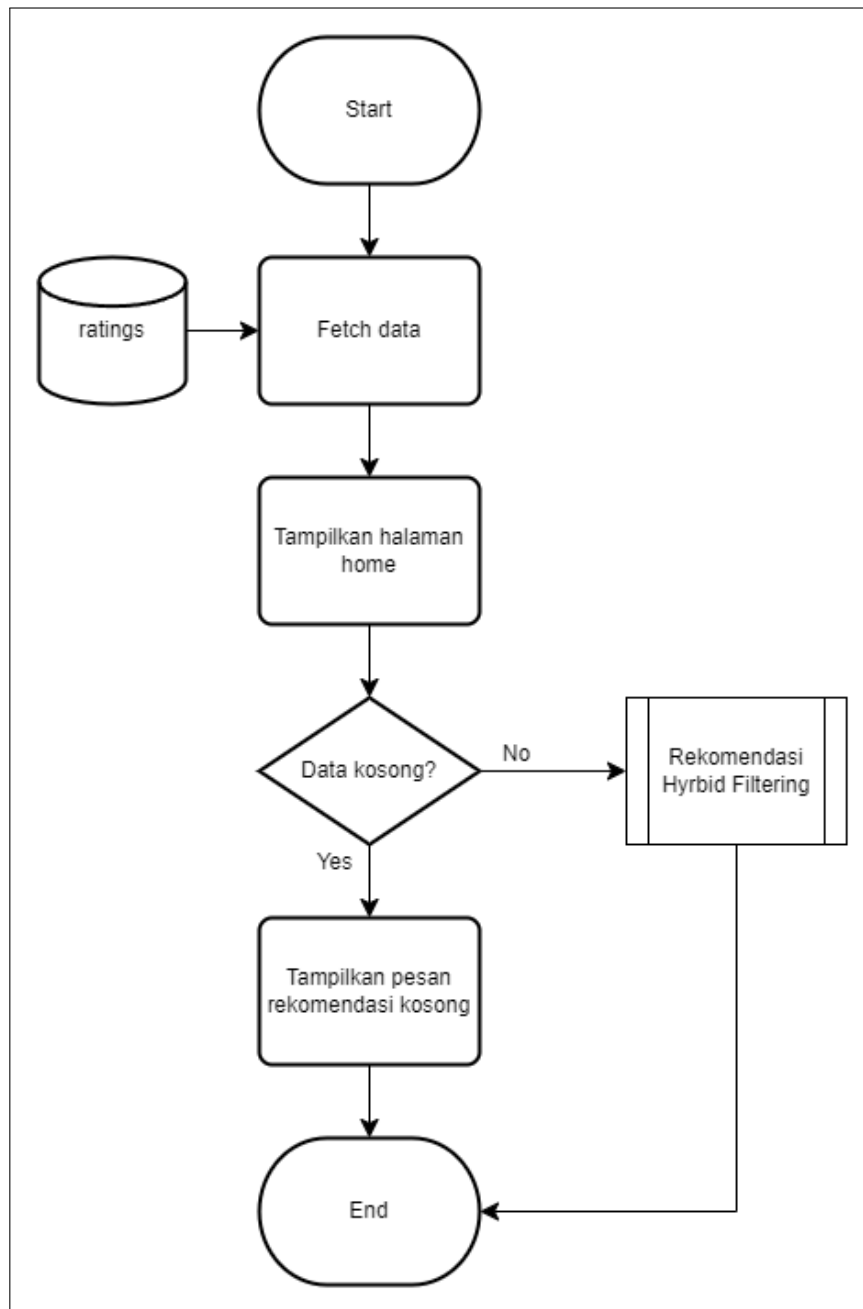 Start
ratings
Fetch data
Tampilkan halaman
home
Data kosong?
No
Rekomendasi
Hyrbid Filtering
Yes
Tampilkan pesan
rekomendasi kosong
End